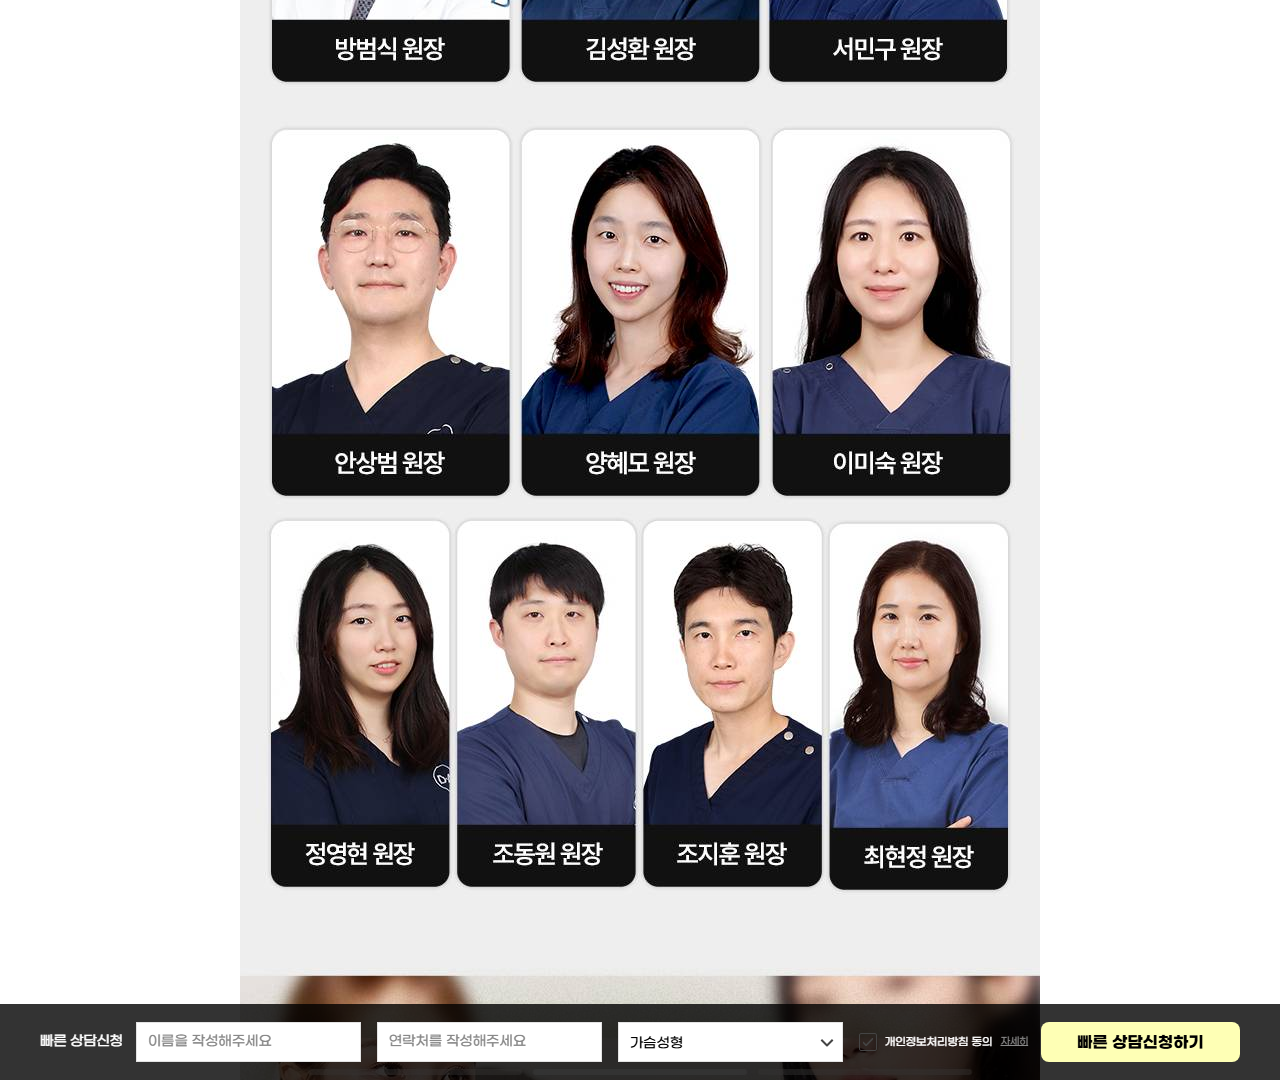 방범식 원장
김성환 원장
서민구 원장
안상범 원장
양혜모 원장
이미숙 원장
정영현 원장
조동원 원장
조지훈 원장
최현정 원장
빠른 상담신청
이름을 작성해주세요
연락처를 작성해주세요
가슴성형
개인정보처리방침 동의
자세히
빠른 상담신청하기